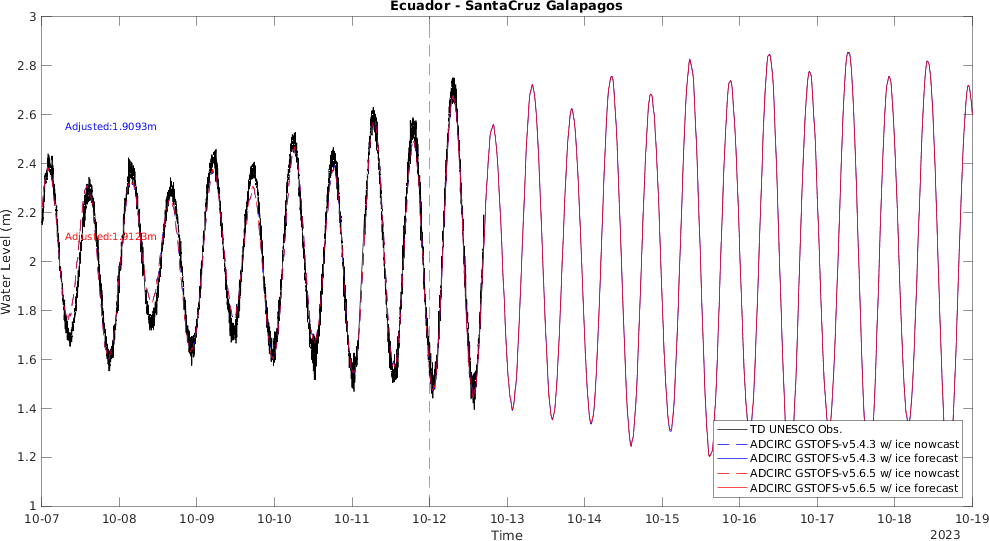 Ecuador - SantaCruz Galapagos
3
2.8
2.6
2.4
2.2
2
1.8
1.6
1.4
1.2
1
Water Level (m)
Adjusted:1.9093m
Adjusted:1.9123m
TD UNESCO Obs.
ADCIRC GSTOFS-v5.4.3 w/ ice nowcast
ADCIRC GSTOFS-v5.4.3 w/ ice forecast
ADCIRC GSTOFS-v5.6.5 w/ ice nowcast
ADCIRC GSTOFS-v5.6.5 w/ ice forecast
10-07 10-08 10-09 10-10 10-11 10-12 10-13 10-14 10-15 10-16 10-17 10-18 10-19
Time
2023